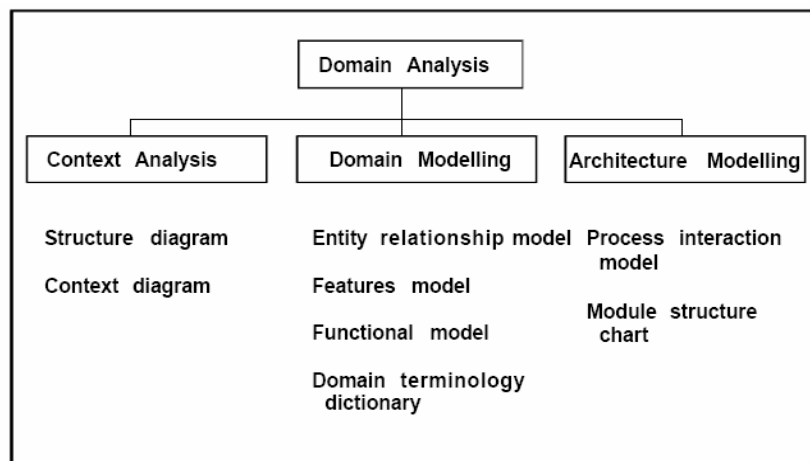 Domain Analysis
Context Analysis
Structure diagram
Context diagram
Domain Modelling
Entity relationship model
Features model
Functional model
Domain terminology
dictionary
Architecture Modelling
Process interaction
model
Module structure
chart